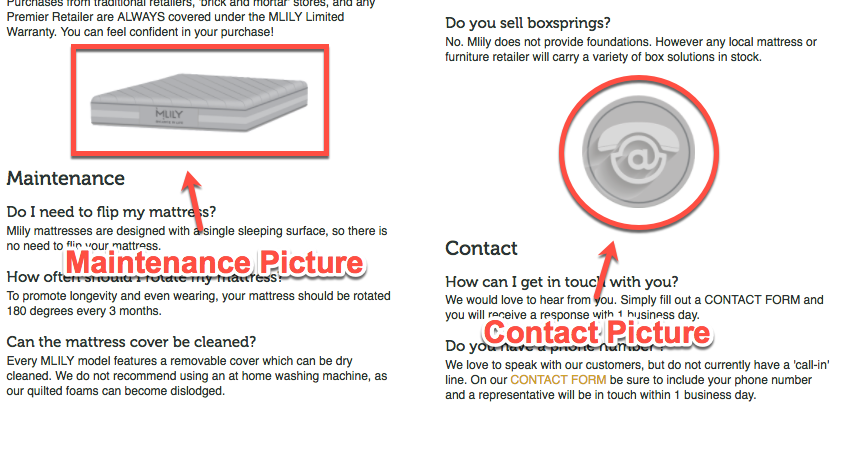 Purchases from traditional retailers, 'brick and mortar' stores, and any
Premier Retailer are ALWAYS covered under the MLILY Limited
Warranty. You can feel confident in your purchase!
MLILY
Maintenance
Do I need to flip my mattress?
Mlily mattresses are designed with a single sleeping surface, so there is
no need to flip your mattress.
Maintenance Picture
How often should I rotate my mattress?
To promote longevity and even wearing, your mattress should be rotated
180 degrees every 3 months.
Can the mattress cover be cleaned?
Every MLILY model features a removable cover which can be dry
cleaned. We do not recommend using an at home washing machine, as
our quilted foams can become dislodged.
Do you sell boxsprings?
No. Mlily does not provide foundations. However any local mattress or
furniture retailer will carry a variety of box solutions in stock.
@
Contact
How can I get in touch with you?
We would love to hear from you. Simply fill out a CONTACT FORM and
you will receive a response with 1 business day.
Contact Picture
Do you have a phone number?
We love to speak with our customers, but do not currently have a 'call-in'
line. On our CONTACT FORM be sure to include your phone number
and a representative will be in touch within 1 business day.